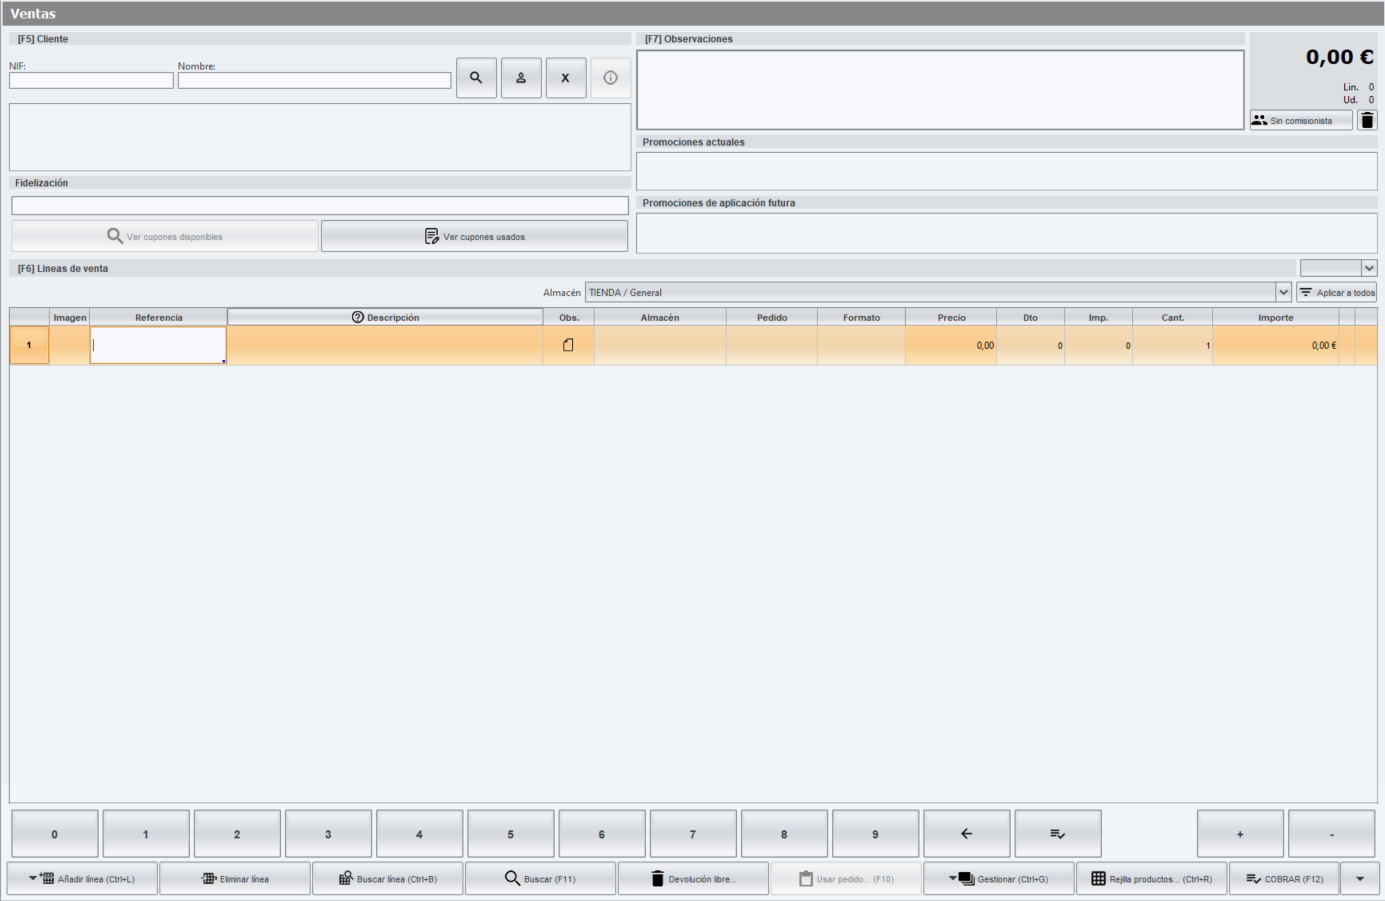 Ventas
[F5] Cliente
[F7] Observaciones
0,00 €
NIF:
Nombre:
X
Lin. 0
Ud. 0
Sin comisionista
Promociones actuales
Fidelización
Promociones de aplicación futura
Ver cupones disponibles
Ver cupones usados
[F6] Lineas de venta
Almacén TIENDA / General
Aplicar a todos
Imagen Referencia Descripción Obs. Almacén Pedido Formato Precio Dto Imp. Cant. Importe
1 0,00 0 0 1 0,00 €
0 1 2 3 4 5 6 7 8 9 + -
Añadir línea (Ctrl+L) Eliminar línea Buscar línea (Ctrl+B) Buscar (F11) Devolución libre... Usar pedido... (F10) Gestionar (Ctrl+G) Rejilla productos... (Ctrl+R) COBRAR (F12)